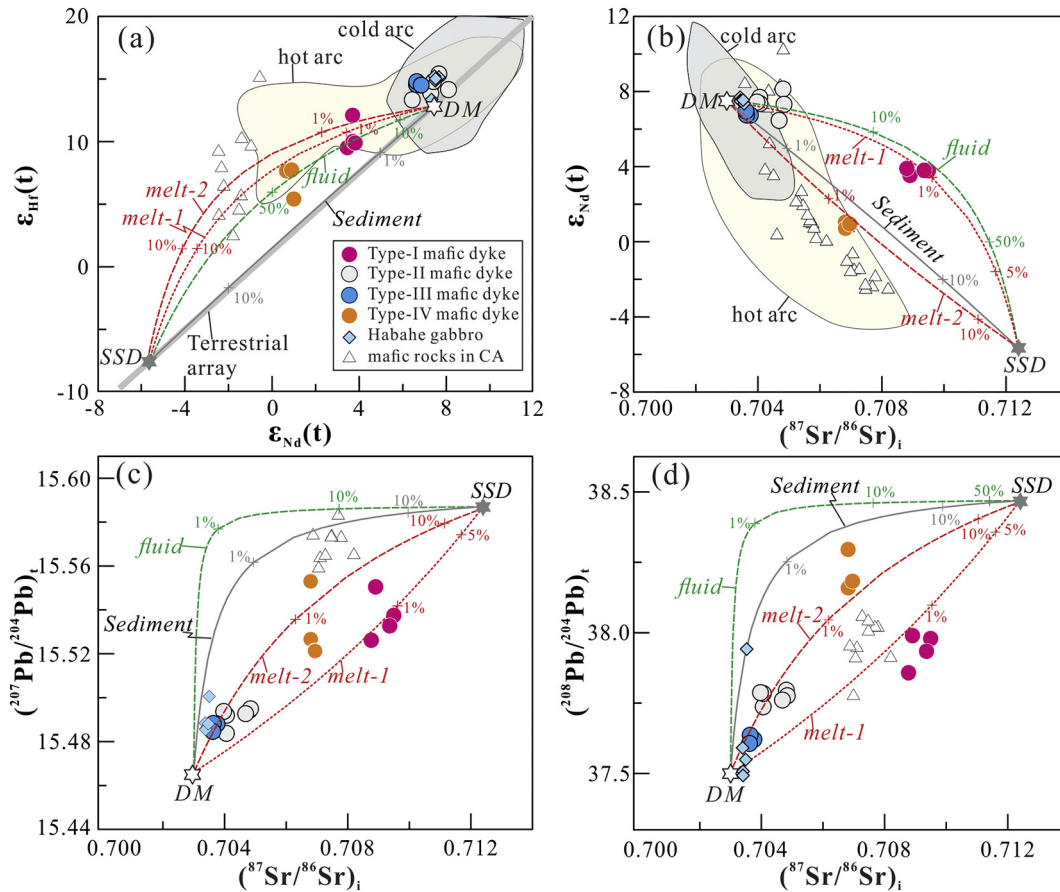 (a)
20
10
0
-10
-8
-4
0
4
8
12
εHf(t)
εNd(t)
cold arc
hot arc
DM
1%
1%
10%
1%
fluid
melt-2
melt-1
50%
Sediment
10%
10%
10%
SSD
Terrestrial
array
Type-I mafic dyke
Type-II mafic dyke
Type-III mafic dyke
Type-IV mafic dyke
Habahe gabbro
mafic rocks in CA
(b)
12
8
4
0
-4
-8
0.700
0.704
0.708
0.712
εNd(t)
(⁸⁷Sr/⁸⁶Sr)i
cold arc
DM
10%
melt-1
fluid
1%
1%
1%
Sediment
50%
5%
10%
melt-2
10%
hot arc
SSD
(c)
15.60
15.56
15.52
15.48
15.44
0.700
0.704
0.708
0.712
(²⁰⁷Pb/²⁰⁴Pb)t
(⁸⁷Sr/⁸⁶Sr)i
10%
10%
SSD
1%
fluid
10%
5%
1%
Sediment
1%
1%
melt-2
melt-1
DM
(d)
38.5
38.0
37.5
0.700
0.704
0.708
0.712
(²⁰⁸Pb/²⁰⁴Pb)t
(⁸⁷Sr/⁸⁶Sr)i
Sediment
10%
50%
SSD
1%
10%
10%
5%
1%
fluid
melt-2
1%
1%
melt-1
DM